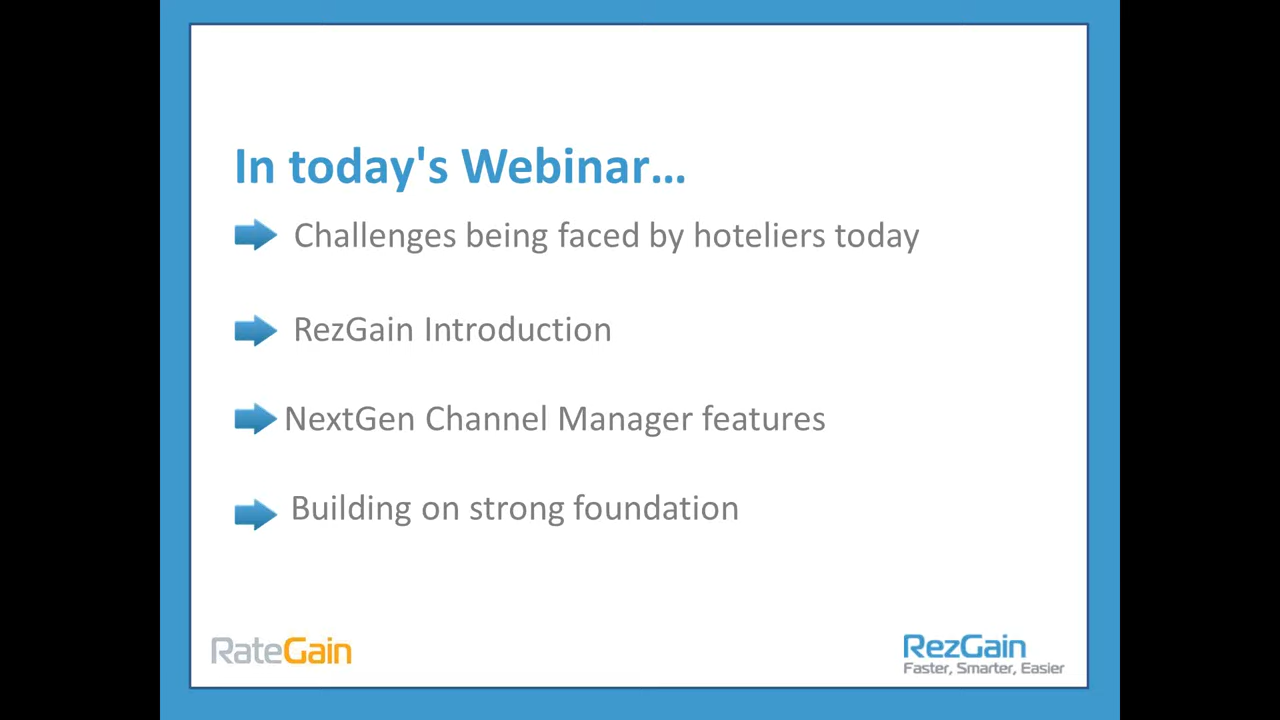 In today's Webinar…
Challenges being faced by hoteliers today
RezGain Introduction
NextGen Channel Manager features
Building on strong foundation
RateGain
RezGain
Faster, Smarter, Easier